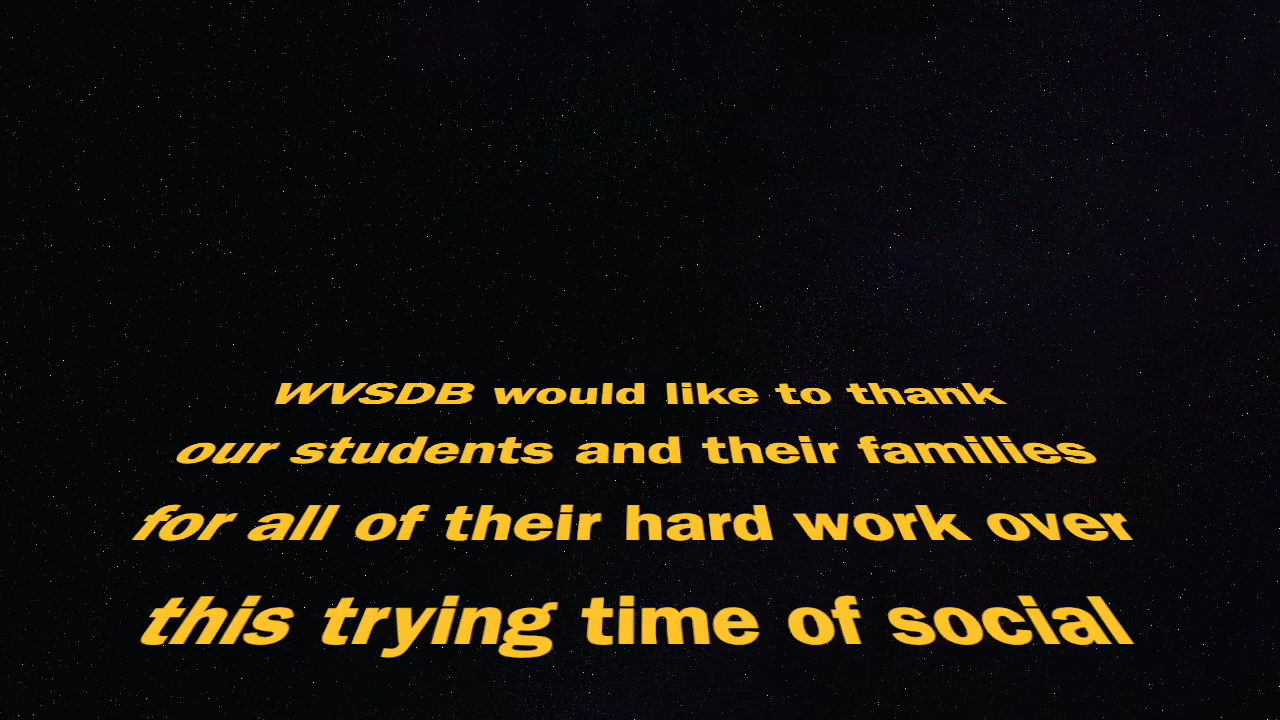 WVSDB would like to thank
our students and their families
for all of their hard work over
this trying time of social